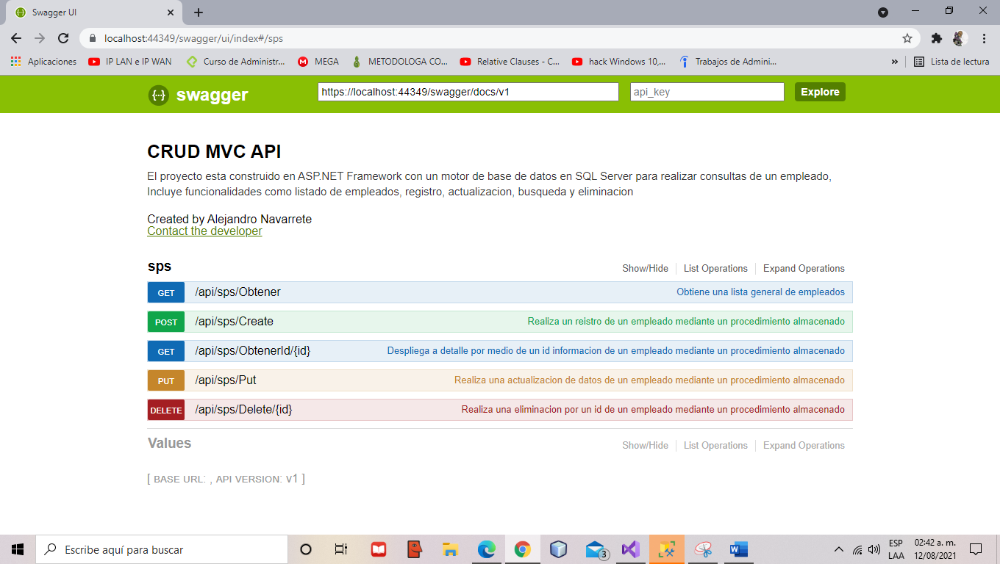 Swagger UI
localhost:44349/swagger/ui/index#/sps
Aplicaciones IP LAN e IP WAN Curso de Administr... MEGA METODOLOGA CO... Relative Clauses - C... hack Windows 10,... Trabajos de Admini... » Lista de lectura
{··} swagger https://localhost:44349/swagger/docs/v1 api_key Explore
CRUD MVC API
El proyecto esta construido en ASP.NET Framework con un motor de base de datos en SQL Server para realizar consultas de un empleado,
Incluye funcionalidades como listado de empleados, registro, actualizacion, busqueda y eliminacion
Created by Alejandro Navarrete
Contact the developer
sps Show/Hide List Operations Expand Operations
GET /api/sps/Obtener Obtiene una lista general de empleados
POST /api/sps/Create Realiza un reistro de un empleado mediante un procedimiento almacenado
GET /api/sps/ObtenerId/{id} Despliega a detalle por medio de un id informacion de un empleado mediante un procedimiento almacenado
PUT /api/sps/Put Realiza una actualizacion de datos de un empleado mediante un procedimiento almacenado
DELETE /api/sps/Delete/{id} Realiza una eliminacion por un id de un empleado mediante un procedimiento almacenado
Values Show/Hide List Operations Expand Operations
[ BASE URL: , API VERSION: v1 ]
Escribe aquí para buscar 3 ESP 02:42 a. m.
LAA 12/08/2021